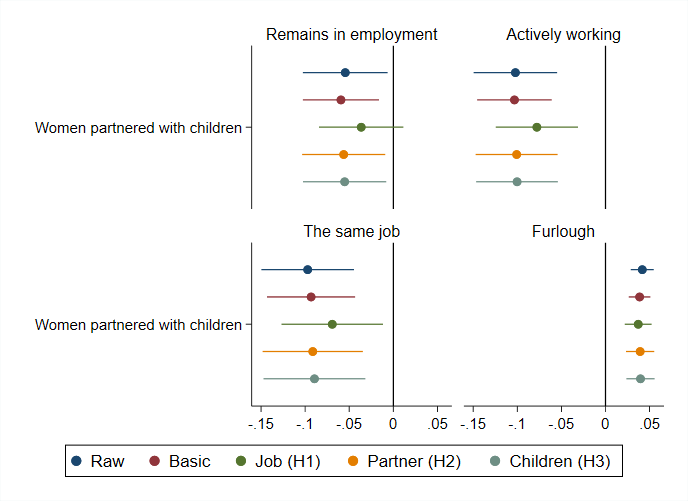 Remains in employment
Actively working
Women partnered with children
The same job
Furlough
Women partnered with children
-.15 -.1 -.05 0 .05
-.15 -.1 -.05 0 .05
Raw Basic Job (H1) Partner (H2) Children (H3)